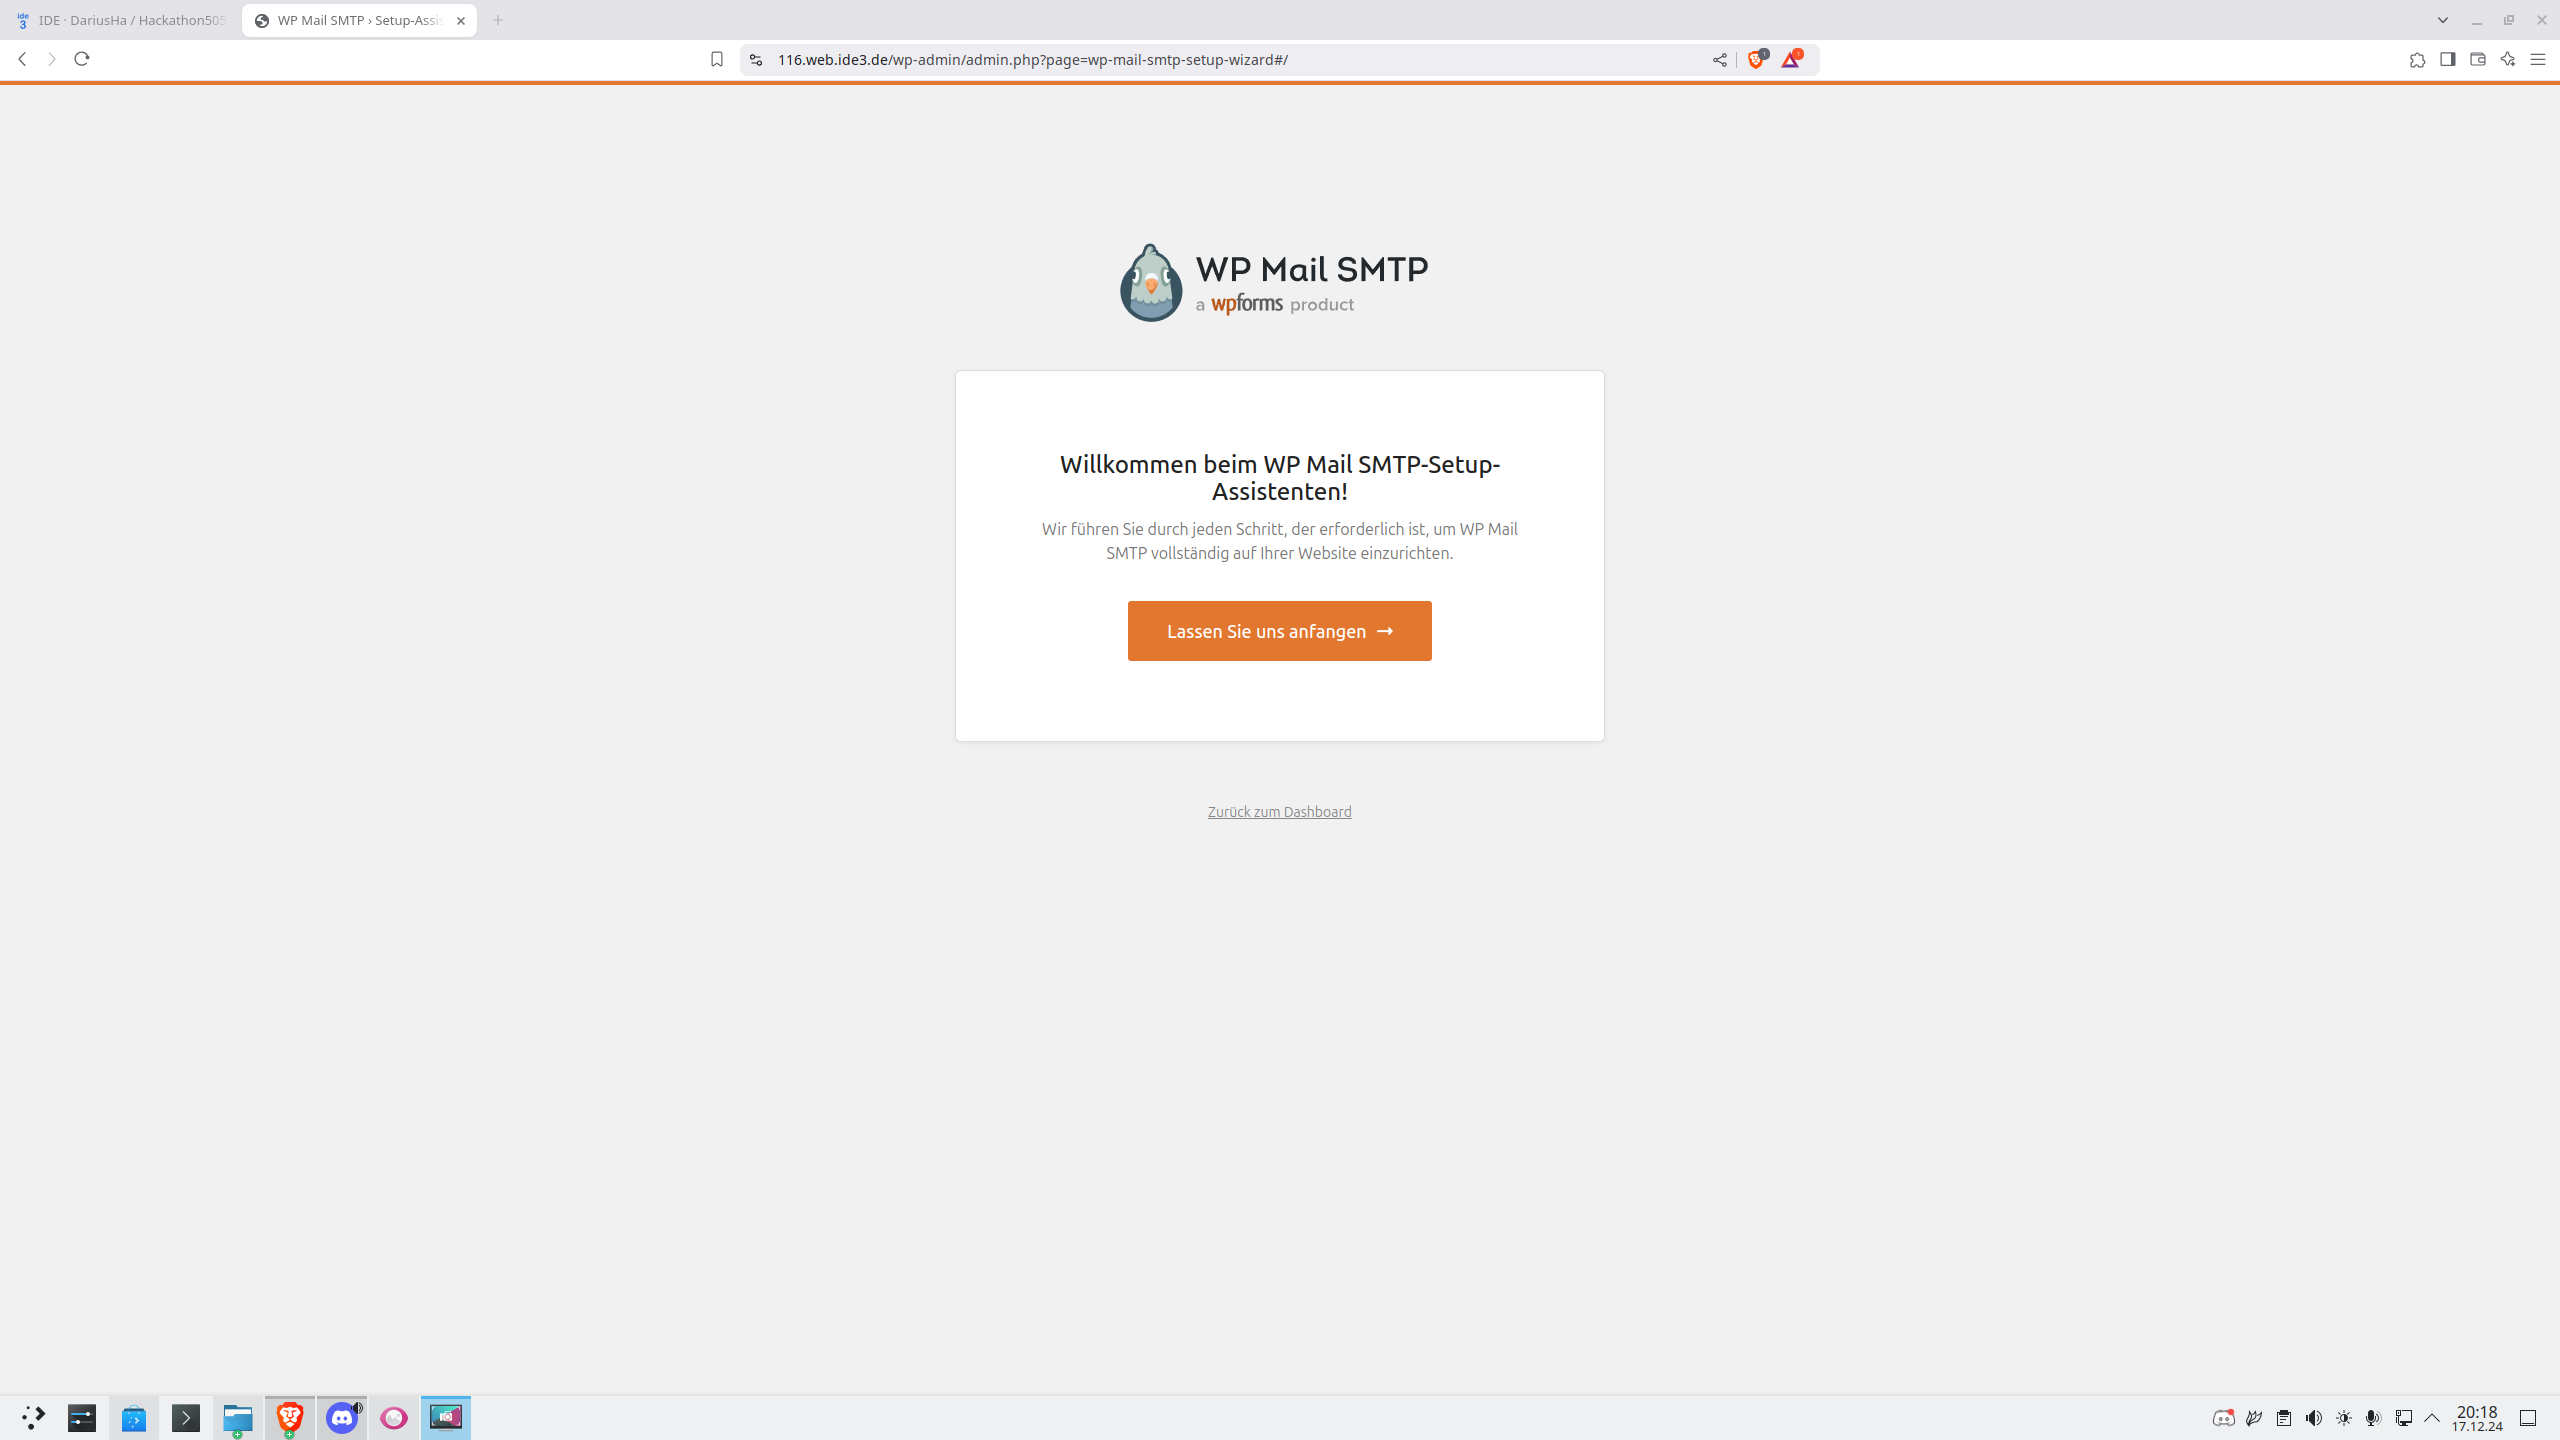 IDE · DariusHa / Hackathon505
WP Mail SMTP › Setup-Assis
116.web.ide3.de/wp-admin/admin.php?page=wp-mail-smtp-setup-wizard#/
WP Mail SMTP
a wpforms product
Willkommen beim WP Mail SMTP-Setup-
Assistenten!
Wir führen Sie durch jeden Schritt, der erforderlich ist, um WP Mail
SMTP vollständig auf Ihrer Website einzurichten.
Lassen Sie uns anfangen →
Zurück zum Dashboard
20:18
17.12.24